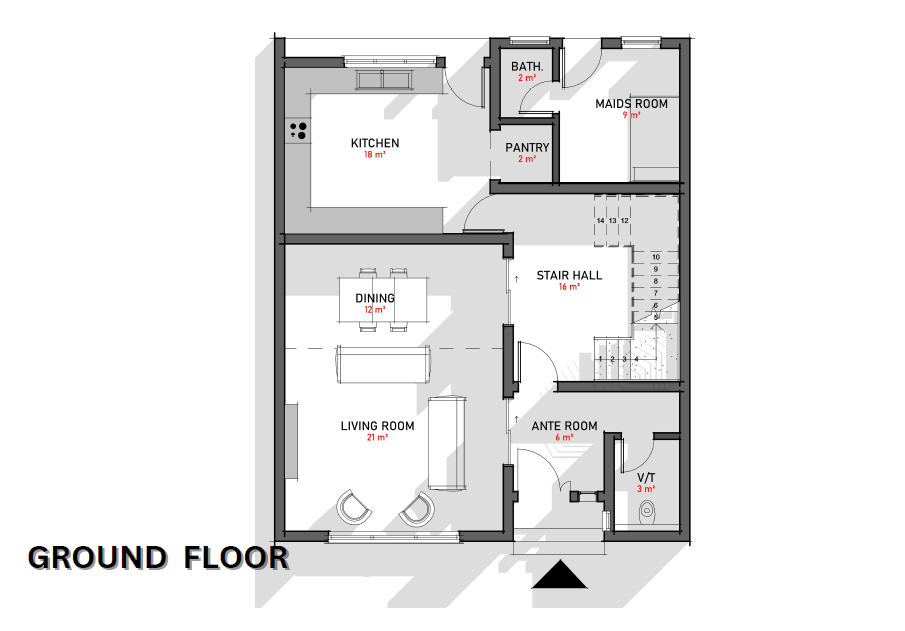 BATH.
2 m²
MAIDS ROOM
9 m²
KITCHEN
18 m²
PANTRY
2 m²
14 13 12
10
9
8
7
6
5
STAIR HALL
16 m²
DINING
12 m²
1 2 3 4
LIVING ROOM
21 m²
ANTE ROOM
6 m²
V/T
3 m²
GROUND FLOOR